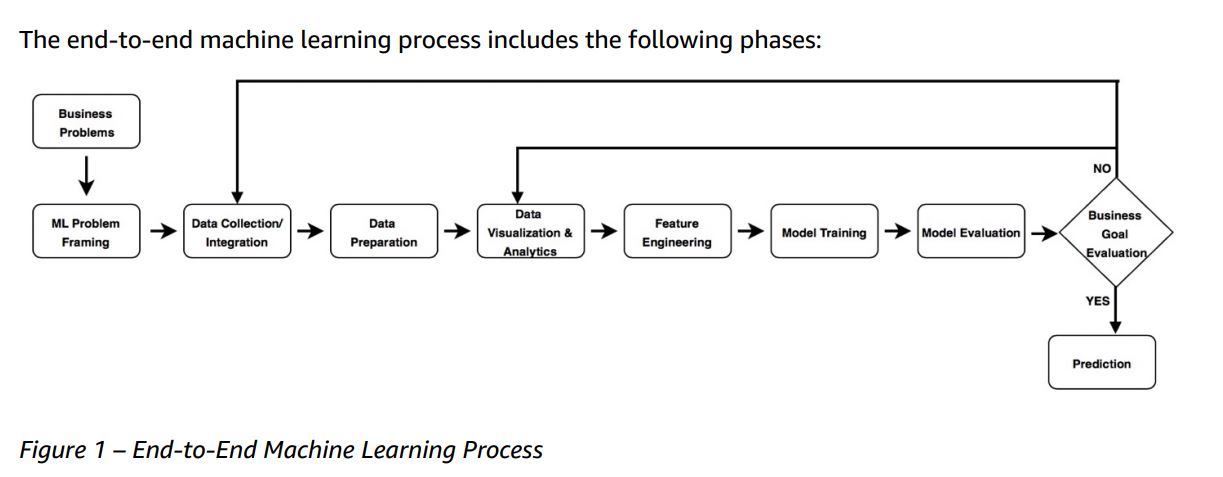 The end-to-end machine learning process includes the following phases:
Business
Problems
ML Problem
Framing
Data Collection/
Integration
Data
Preparation
Data
Visualization &
Analytics
Feature
Engineering
Model Training
Model Evaluation
NO
Business
Goal
Evaluation
YES
Prediction
Figure 1 – End-to-End Machine Learning Process